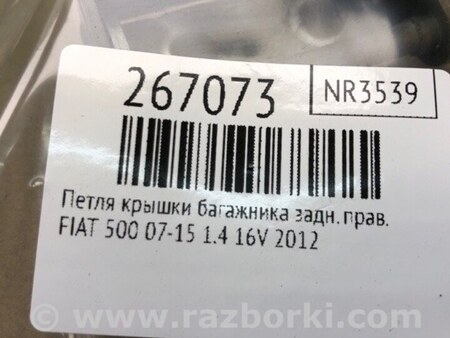 267073
NR3539
Петля крышки багажника задн. прав.
FIAT 500 07-15 1.4 16V 2012
www.razborki.com